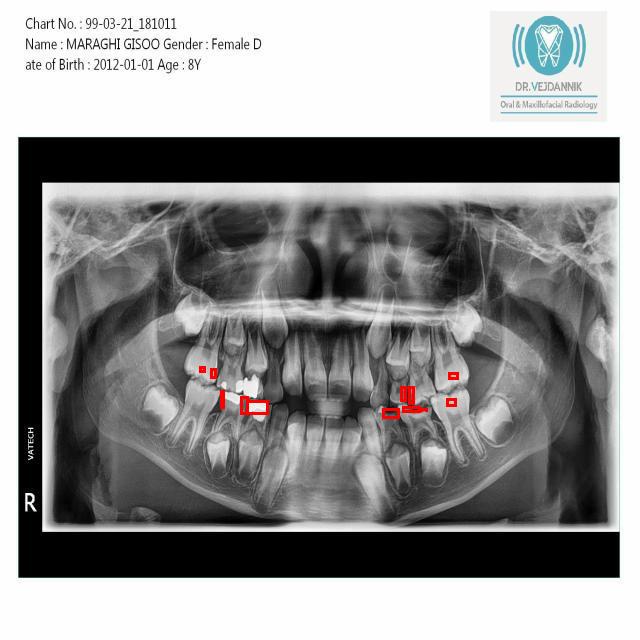 Chart No. : 99-03-21_181011
Name : MARAGHI GISOO Gender : Female D
ate of Birth : 2012-01-01 Age : 8Y
DR.VEJDANNIK
Oral & Maxillofacial Radiology
VATECH
R